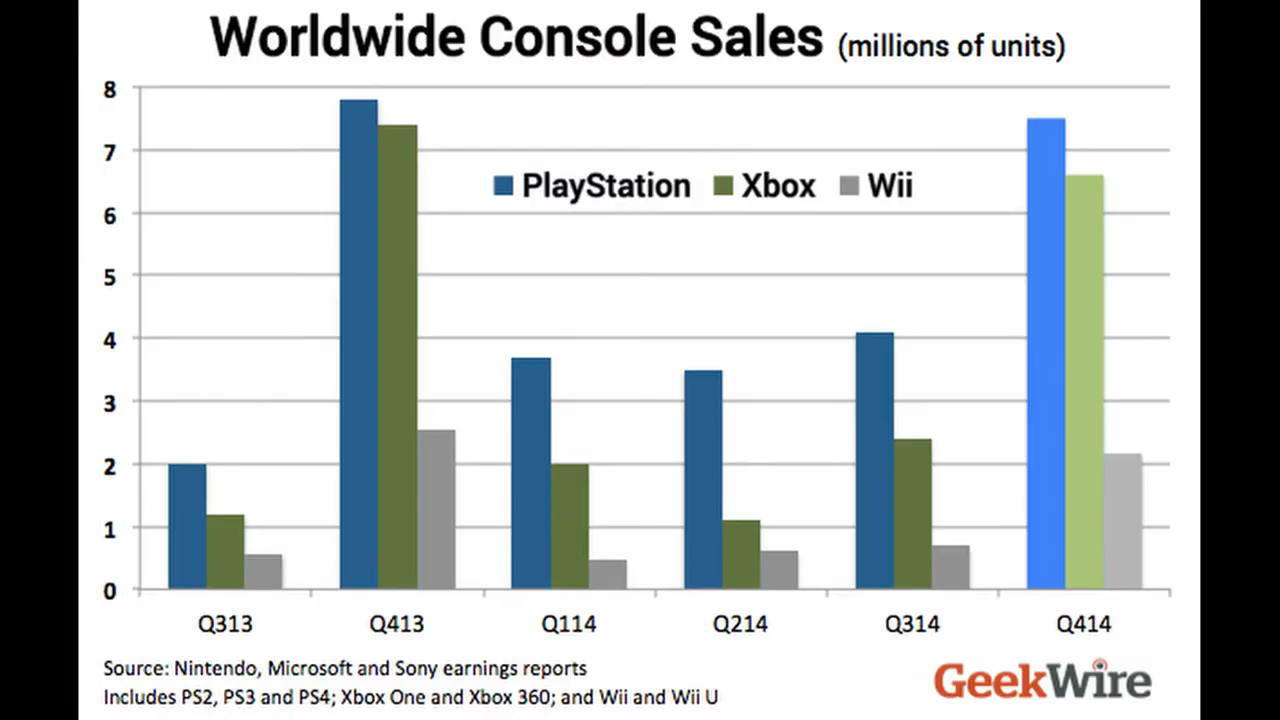 Worldwide Console Sales (millions of units)
8
7
PlayStation Xbox Wii
6
5
4
3
2
1
0
Q313 Q413 Q114 Q214 Q314 Q414
Source: Nintendo, Microsoft and Sony earnings reports
Includes PS2, PS3 and PS4; Xbox One and Xbox 360; and Wii and Wii U
GeekWire